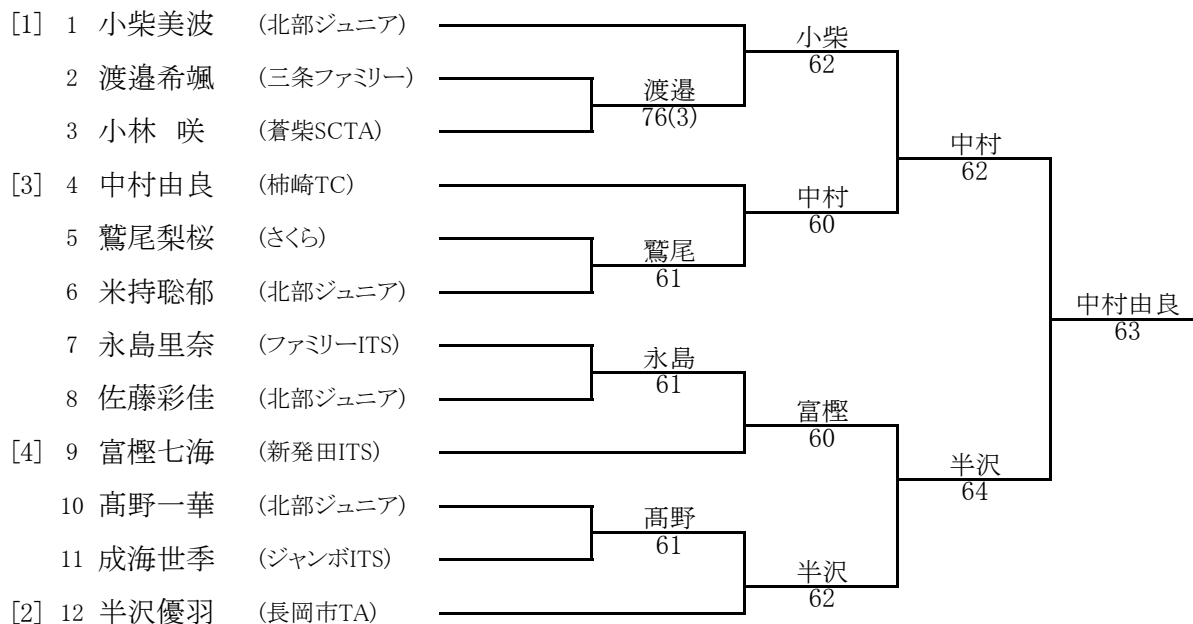 [1] 1 小柴美波 (北部ジュニア)
2 渡邉希颯 (三条ファミリー)
3 小林 咲 (蒼柴SCTA)
[3] 4 中村由良 (柿崎TC)
5 鷲尾梨桜 (さくら)
6 米持聡郁 (北部ジュニア)
7 永島里奈 (ファミリーITS)
8 佐藤彩佳 (北部ジュニア)
[4] 9 富樫七海 (新発田ITS)
10 髙野一華 (北部ジュニア)
11 成海世季 (ジャンボITS)
[2] 12 半沢優羽 (長岡市TA)
渡邉
76(3)
鷲尾
61
永島
61
髙野
61
小柴
62
中村
60
富樫
60
半沢
62
中村
62
半沢
64
中村由良
63